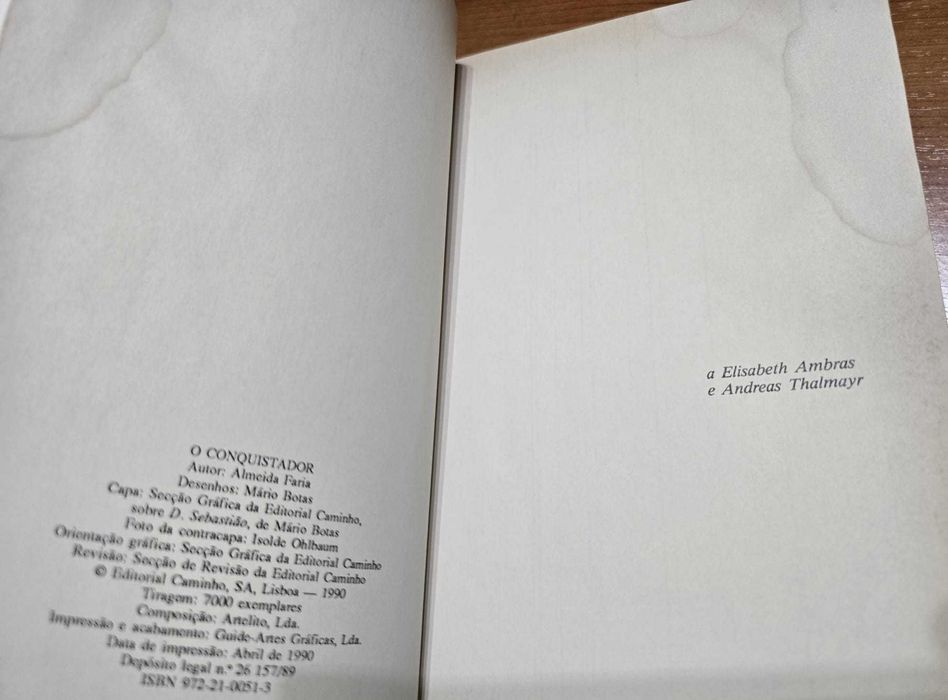 O CONQUISTADOR
Autor: Almeida Faria
Desenhos: Mário Botas
Capa: Secção Gráfica da Editorial Caminho,
sobre D. Sebastião, de Mário Botas
Foto da contracapa: Isolde Ohlbaum
Orientação gráfica: Secção Gráfica da Editorial Caminho
Revisão: Secção de Revisão da Editorial Caminho
© Editorial Caminho, SA, Lisboa — 1990
Tiragem: 7000 exemplares
Composição: Artelito, Lda.
Impressão e acabamento: Guide-Artes Gráficas, Lda.
Data de impressão: Abril de 1990
Depósito legal n.º 26 157/89
ISBN 972-21-0051-3
a Elisabeth Ambras
e Andreas Thalmayr